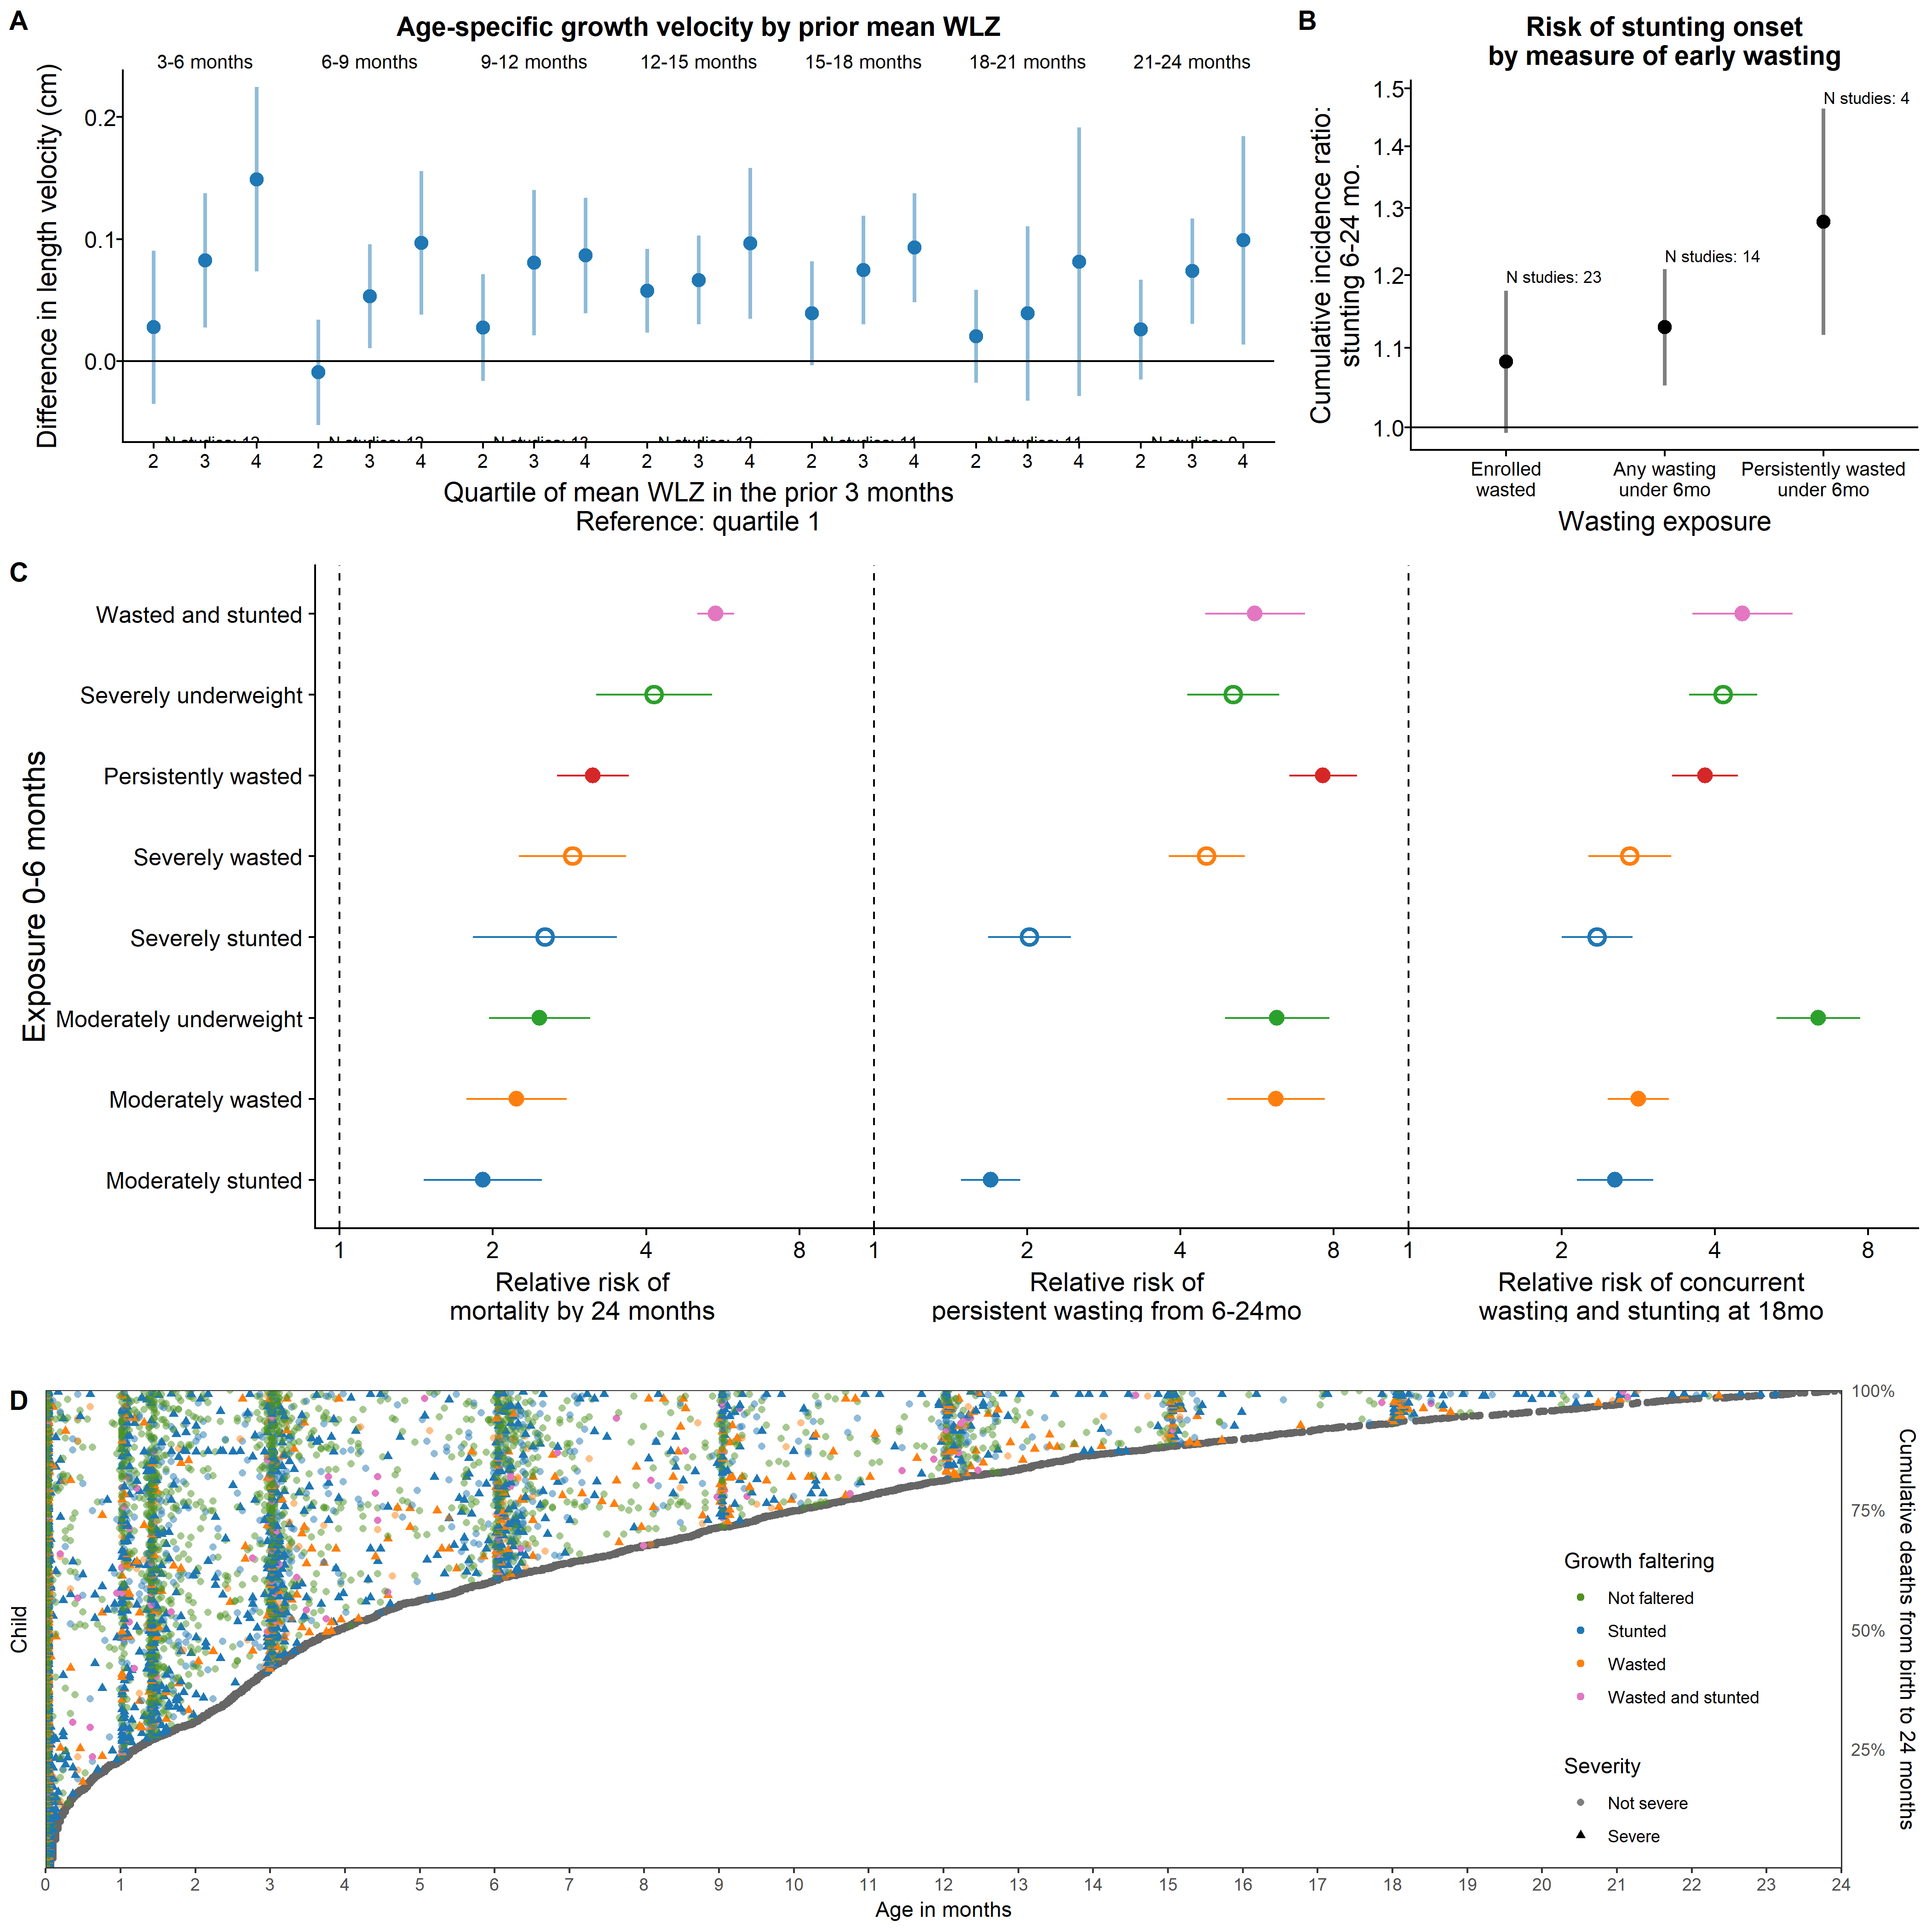 A
Age-specific growth velocity by prior mean WLZ
3-6 months 6-9 months 9-12 months 12-15 months 15-18 months 18-21 months 21-24 months
Difference in length velocity (cm)
0.2
0.1
0.0
2 3 4 2 3 4 2 3 4 2 3 4 2 3 4 2 3 4 2 3 4
Quartile of mean WLZ in the prior 3 months
Reference: quartile 1
B
Risk of stunting onset
by measure of early wasting
Cumulative incidence ratio:
stunting 6-24 mo.
1.5
1.4
1.3
1.2
1.1
1.0
N studies: 23
N studies: 14
N studies: 4
Enrolled
wasted
Any wasting
under 6mo
Persistently wasted
under 6mo
Wasting exposure
C
Exposure 0-6 months
Wasted and stunted
Severely underweight
Persistently wasted
Severely wasted
Severely stunted
Moderately underweight
Moderately wasted
Moderately stunted
1 2 4 8 1 2 4 8 1 2 4 8
Relative risk of
mortality by 24 months
Relative risk of
persistent wasting from 6-24mo
Relative risk of concurrent
wasting and stunting at 18mo
D
Child
100%
75%
50%
25%
Cumulative deaths from birth to 24 months
Growth faltering
Not faltered
Stunted
Wasted
Wasted and stunted
Severity
Not severe
Severe
0 1 2 3 4 5 6 7 8 9 10 11 12 13 14 15 16 17 18 19 20 21 22 23 24
Age in months